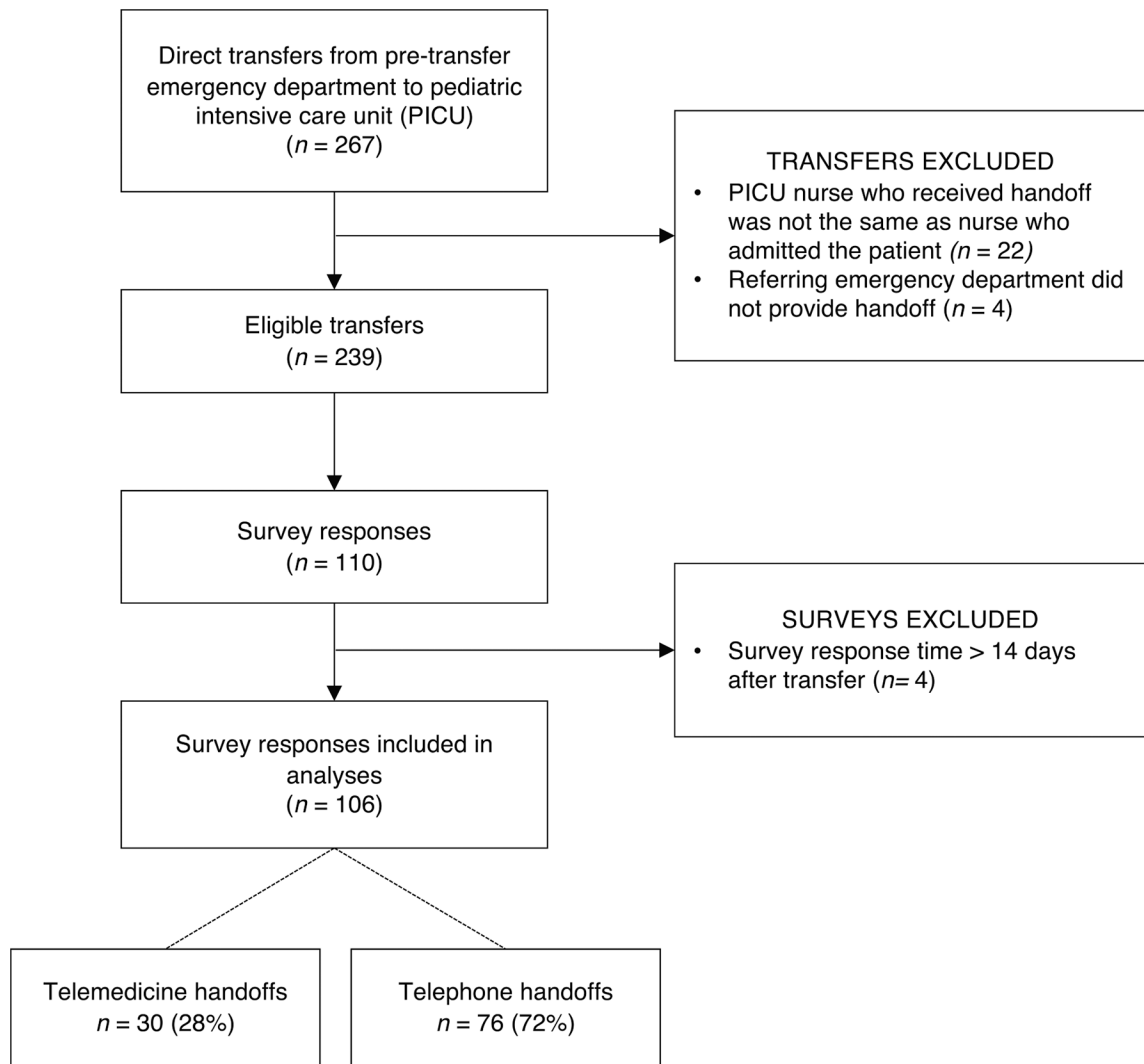 Direct transfers from pre-transfer
emergency department to pediatric
intensive care unit (PICU)
(n = 267)
TRANSFERS EXCLUDED
• PICU nurse who received handoff
was not the same as nurse who
admitted the patient (n = 22)
• Referring emergency department did
not provide handoff (n = 4)
Eligible transfers
(n = 239)
Survey responses
(n = 110)
SURVEYS EXCLUDED
• Survey response time > 14 days
after transfer (n= 4)
Survey responses included in
analyses
(n = 106)
Telemedicine handoffs
n = 30 (28%)
Telephone handoffs
n = 76 (72%)